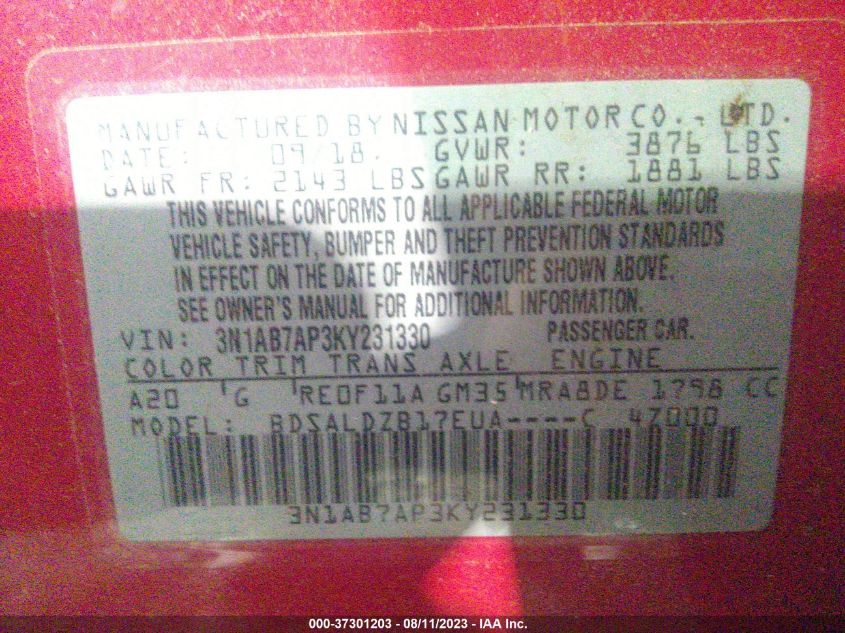 MANUFACTURED BY NISSAN MOTOR CO., LTD.
DATE: 09/18. GVWR: 3876 LBS
GAWR FR: 2143 LBS GAWR RR: 1881 LBS
THIS VEHICLE CONFORMS TO ALL APPLICABLE FEDERAL MOTOR
VEHICLE SAFETY, BUMPER AND THEFT PREVENTION STANDARDS
IN EFFECT ON THE DATE OF MANUFACTURE SHOWN ABOVE.
SEE OWNER'S MANUAL FOR ADDITIONAL INFORMATION.
VIN: 3N1AB7AP3KY231330 PASSENGER CAR.
COLOR TRIM TRANS AXLE ENGINE
A20 G RE0F11A GM35 MRA8DE 1798 CC
MODEL: BDSALDZB17EUA----C 47000
3N1AB7AP3KY231330
000-37301203 - 08/11/2023 - IAA Inc.